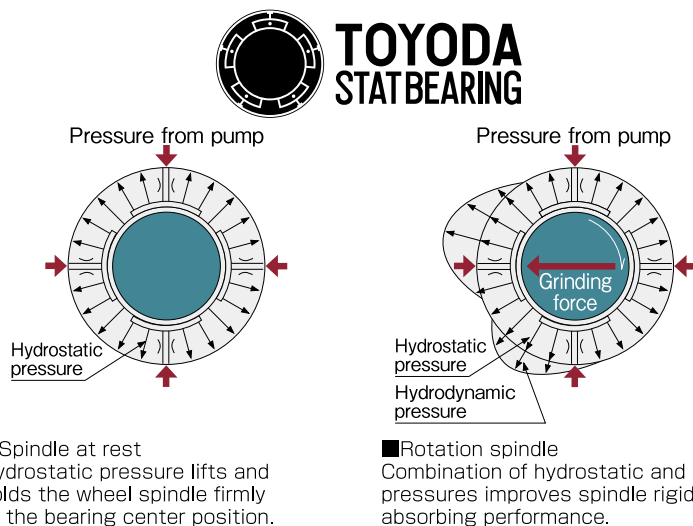 TOYODA
STAT BEARING
Pressure from pump
Hydrostatic
pressure
Spindle at rest
ydrostatic pressure lifts and
olds the wheel spindle firmly
the bearing center position.
Pressure from pump
Grinding
force
Hydrostatic
pressure
Hydrodynamic
pressure
■Rotation spindle
Combination of hydrostatic and
pressures improves spindle rigid
absorbing performance.